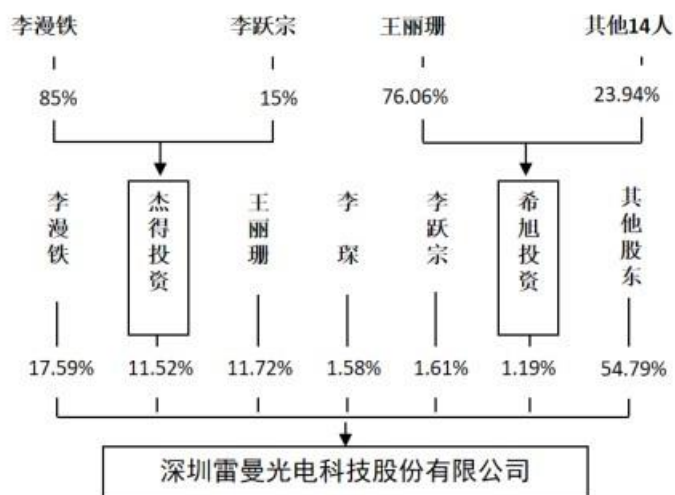 李漫铁 李跃宗 王丽珊 其他14人
85% 15% 76.06% 23.94%
李漫铁
杰得投资
王丽珊
李琛
李跃宗
希旭投资
其他股东
17.59% 11.52% 11.72% 1.58% 1.61% 1.19% 54.79%
深圳雷曼光电科技股份有限公司